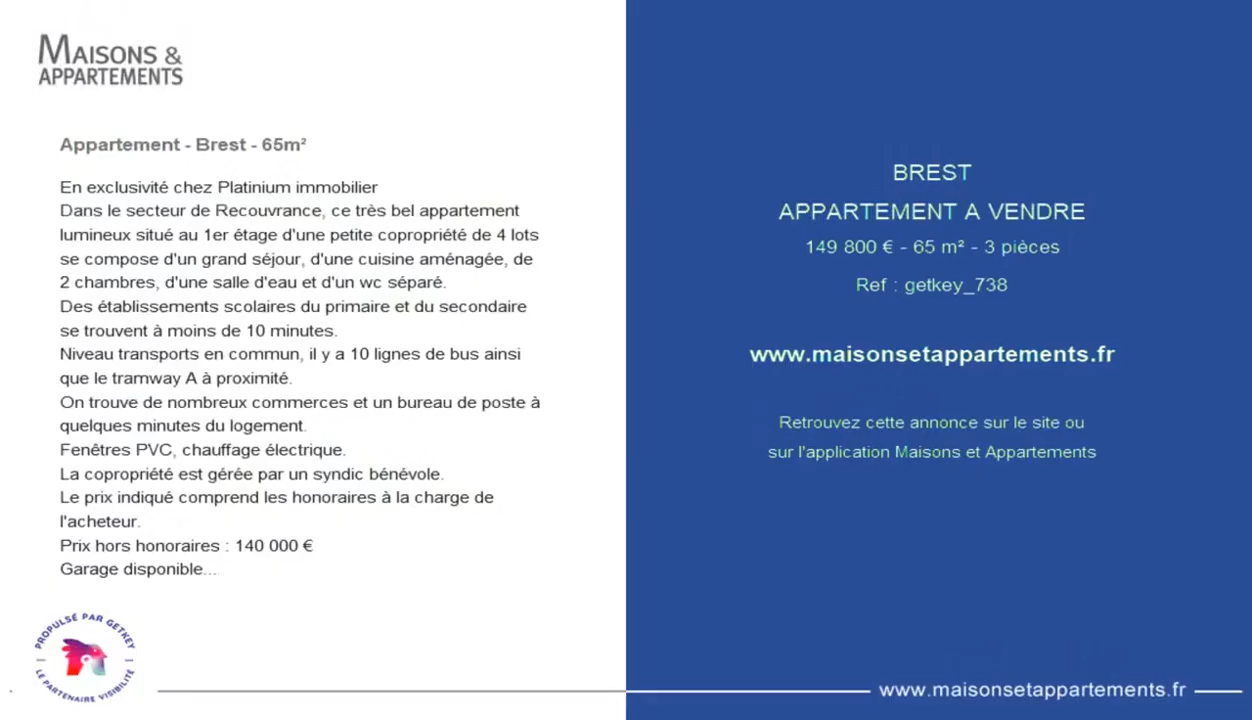 MAISONS &
APPARTEMENTS
Appartement - Brest - 65m²
En exclusivité chez Platinium immobilier
Dans le secteur de Recouvrance, ce très bel appartement
lumineux situé au 1er étage d'une petite copropriété de 4 lots
se compose d'un grand séjour, d'une cuisine aménagée, de
2 chambres, d'une salle d'eau et d'un wc séparé.
Des établissements scolaires du primaire et du secondaire
se trouvent à moins de 10 minutes.
Niveau transports en commun, il y a 10 lignes de bus ainsi
que le tramway A à proximité.
On trouve de nombreux commerces et un bureau de poste à
quelques minutes du logement.
Fenêtres PVC, chauffage électrique.
La copropriété est gérée par un syndic bénévole.
Le prix indiqué comprend les honoraires à la charge de
l'acheteur.
Prix hors honoraires : 140 000 €
Garage disponible...
PROPULSÉ PAR GETKEY
LE PARTENAIRE VISIBILITÉ
BREST
APPARTEMENT A VENDRE
149 800 € - 65 m² - 3 pièces
Ref : getkey_738
www.maisonsetappartements.fr
Retrouvez cette annonce sur le site ou
sur l'application Maisons et Appartements
www.maisonsetappartements.fr